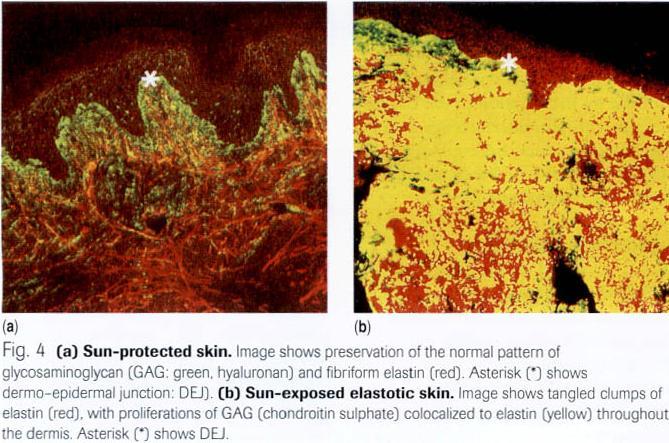 (a) (b)
Fig. 4 (a) Sun-protected skin. Image shows preservation of the normal pattern of
glycosaminoglycan (GAG: green, hyaluronan) and fibriform elastin (red). Asterisk (*) shows
dermo–epidermal junction: DEJ). (b) Sun-exposed elastotic skin. Image shows tangled clumps of
elastin (red), with proliferations of GAG (chondroitin sulphate) colocalized to elastin (yellow) throughout
the dermis. Asterisk (*) shows DEJ.